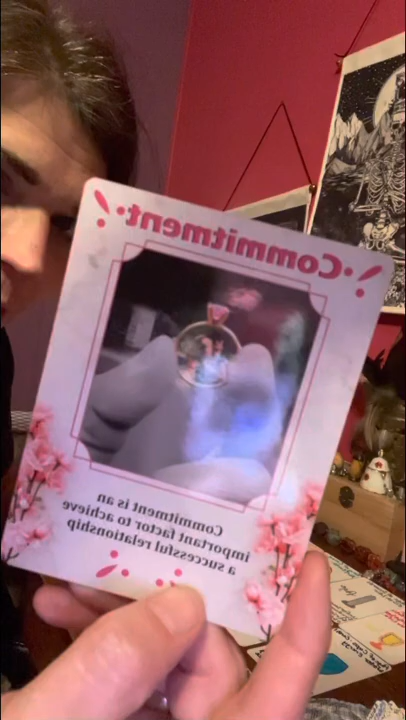 Commitment
Commitment is an
important factor to achieve
a successful relationship